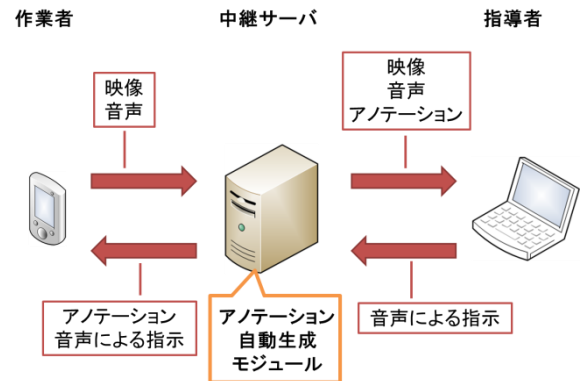 作業者
中継サーバ
指導者
映像
音声
映像
音声
アノテーション
アノテーション
音声による指示
アノテーション
自動生成
モジュール
音声による指示